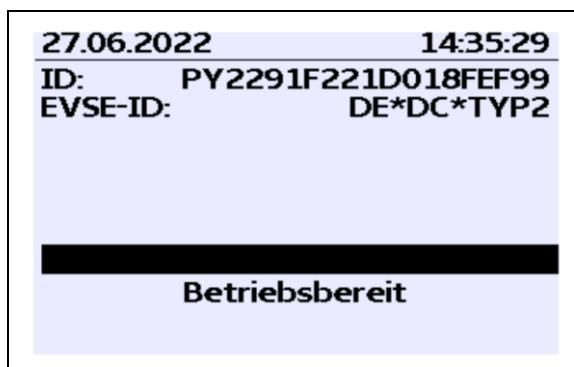 27.06.2022 14:35:29
ID: PY2291F221D018FEF99
EVSE-ID: DE*DC*TYP2
Betriebsbereit